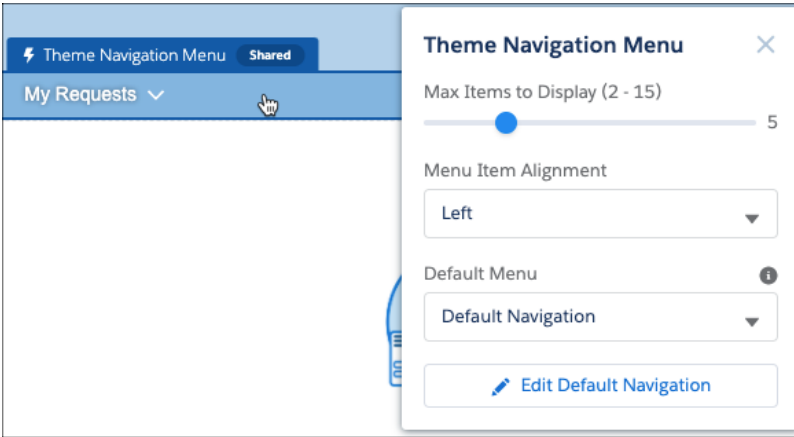 Theme Navigation Menu Shared
My Requests
Theme Navigation Menu
Max Items to Display (2 - 15)
5
Menu Item Alignment
Left
Default Menu
Default Navigation
Edit Default Navigation